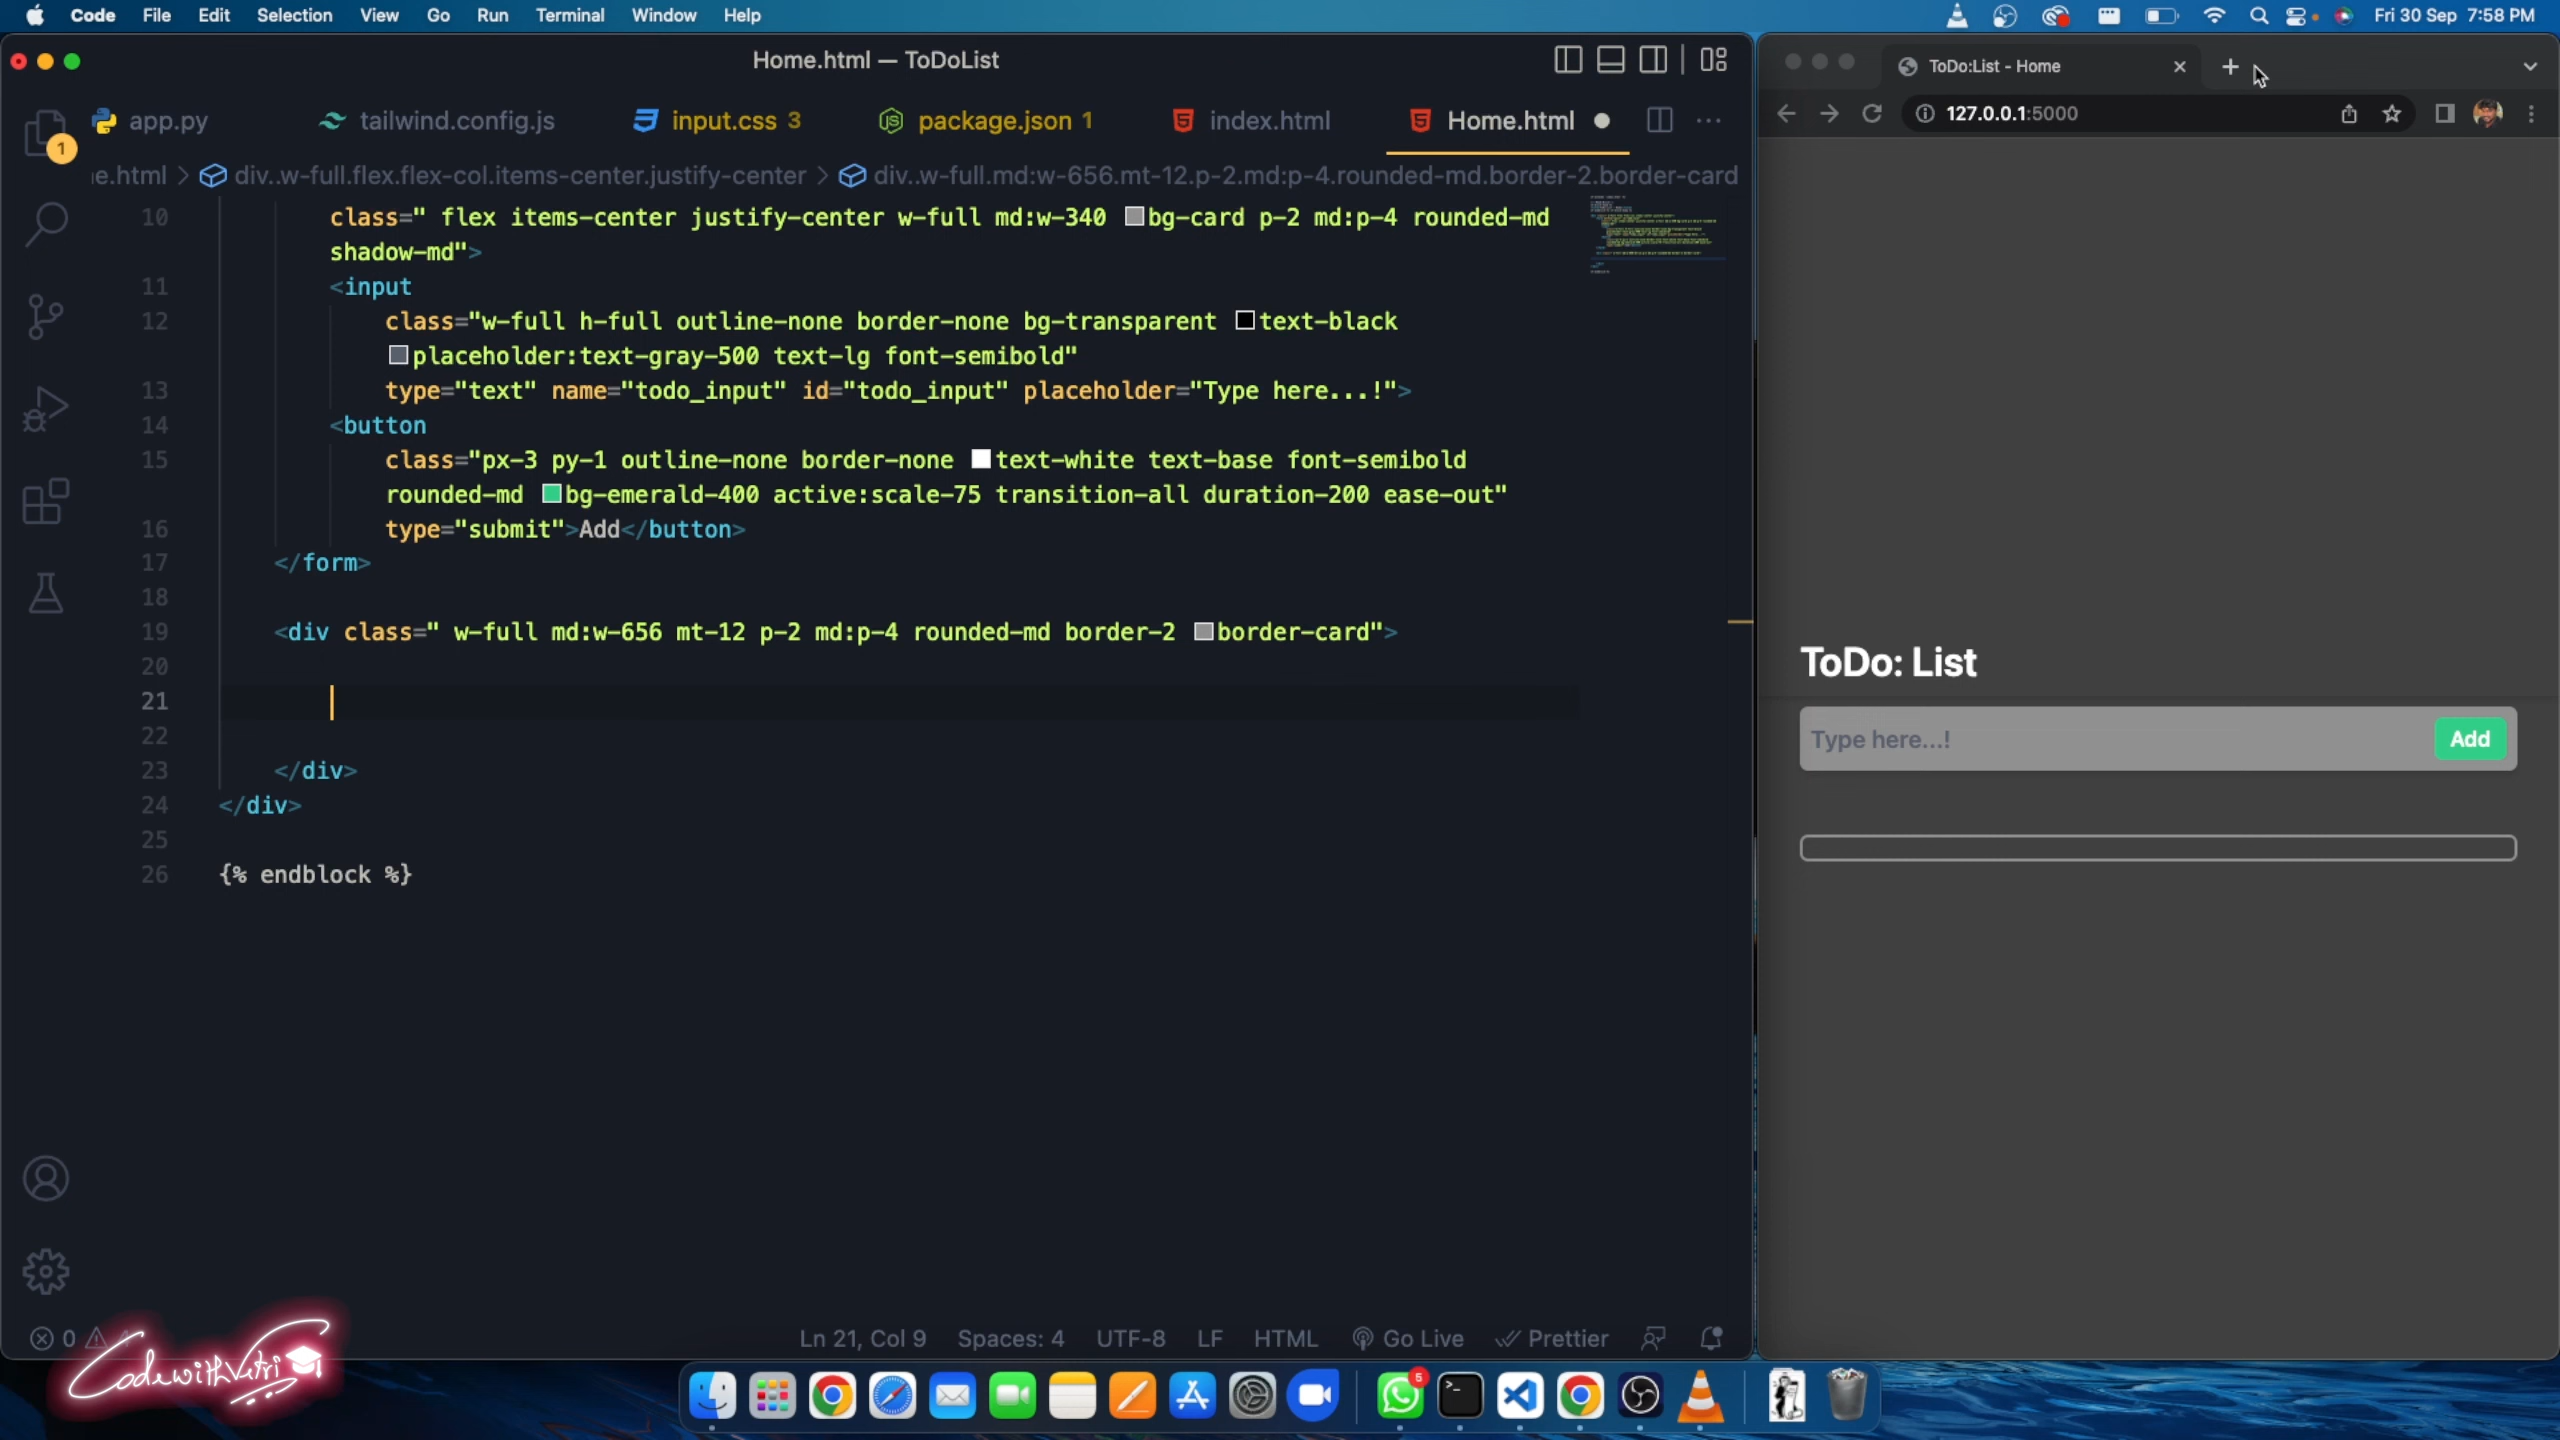 Code File Edit Selection View Go Run Terminal Window Help
Fri 30 Sep 7:58 PM
Home.html — ToDoList
app.py tailwind.config.js input.css 3 package.json 1 index.html Home.html
1
e.html > div..w-full.flex.flex-col.items-center.justify-center > div..w-full.md:w-656.mt-12.p-2.md:p-4.rounded-md.border-2.border-card
10 class=" flex items-center justify-center w-full md:w-340 bg-card p-2 md:p-4 rounded-md
shadow-md">
11 <input
12 class="w-full h-full outline-none border-none bg-transparent text-black
placeholder:text-gray-500 text-lg font-semibold"
13 type="text" name="todo_input" id="todo_input" placeholder="Type here...!">
14 <button
15 class="px-3 py-1 outline-none border-none text-white text-base font-semibold
rounded-md bg-emerald-400 active:scale-75 transition-all duration-200 ease-out"
16 type="submit">Add</button>
17 </form>
18
19 <div class=" w-full md:w-656 mt-12 p-2 md:p-4 rounded-md border-2 border-card">
20
21
22
23 </div>
24 </div>
25
26 {% endblock %}
0
Ln 21, Col 9 Spaces: 4 UTF-8 LF HTML Go Live Prettier
CodewithVetri
5
ToDo:List - Home
127.0.0.1:5000
ToDo: List
Type here...!
Add